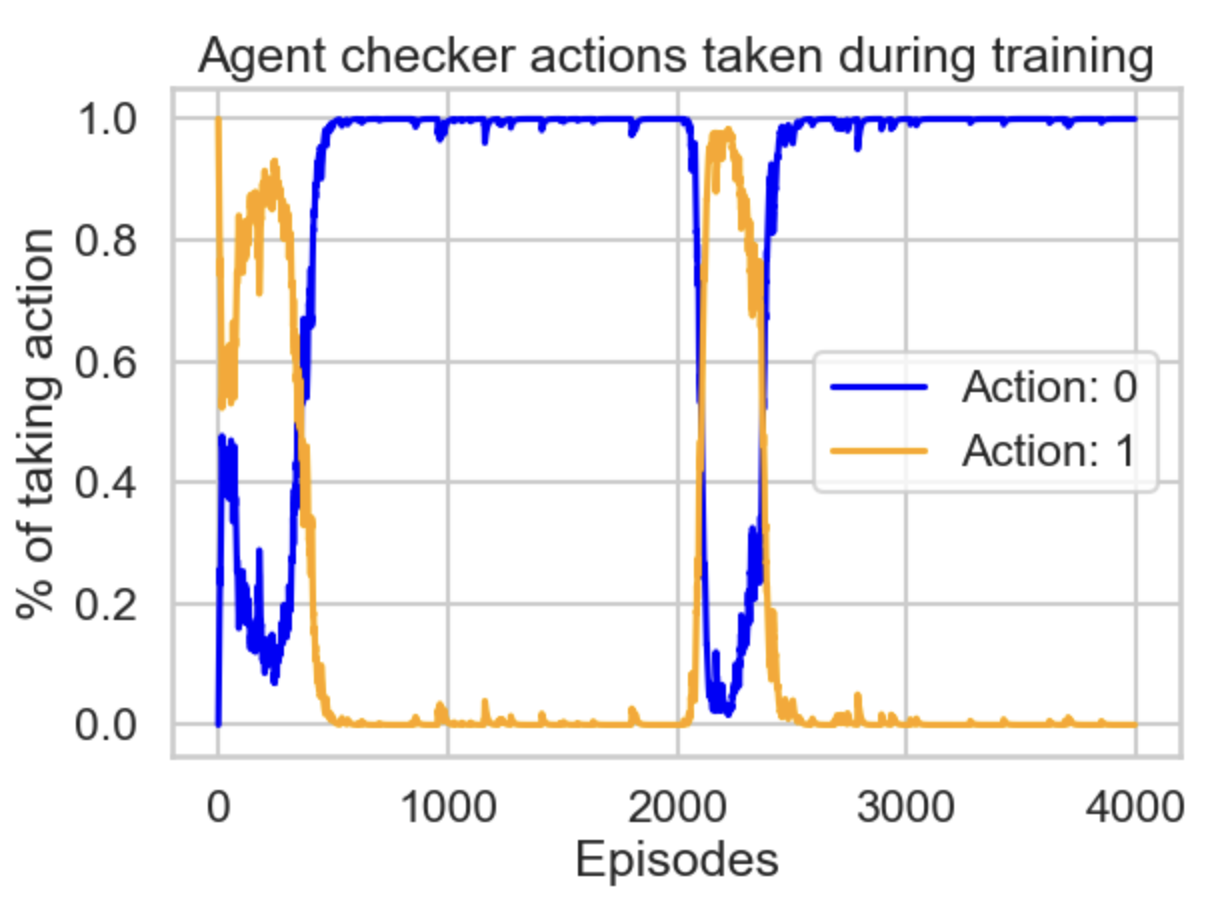 Agent checker actions taken during training
1.0
0.8
0.6
0.4
0.2
0.0
% of taking action
Action: 0
Action: 1
0 1000 2000 3000 4000
Episodes